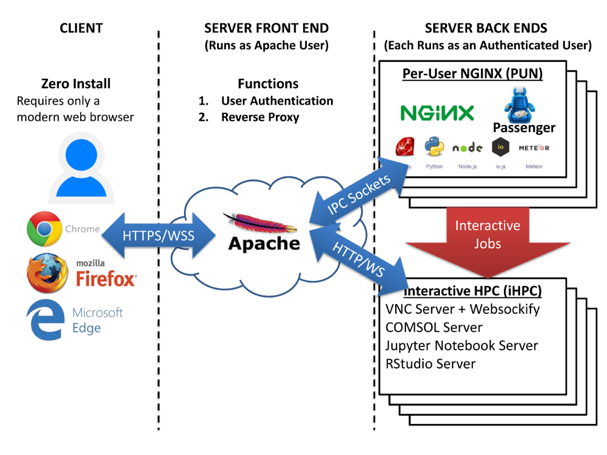 CLIENT
SERVER FRONT END
(Runs as Apache User)
SERVER BACK ENDS
(Each Runs as an Authenticated User)
Zero Install
Requires only a
modern web browser
Chrome
mozilla
Firefox
Microsoft
Edge
HTTPS/WSS
Functions
1. User Authentication
2. Reverse Proxy
Apache
IPC Sockets
HTTP/WS
Per-User NGINX (PUN)
NGINX
Passenger
node
io
METEOR
Python
Node.js
io.js
Meteor
Interactive
Jobs
Interactive HPC (iHPC)
VNC Server + Websockify
COMSOL Server
Jupyter Notebook Server
RStudio Server